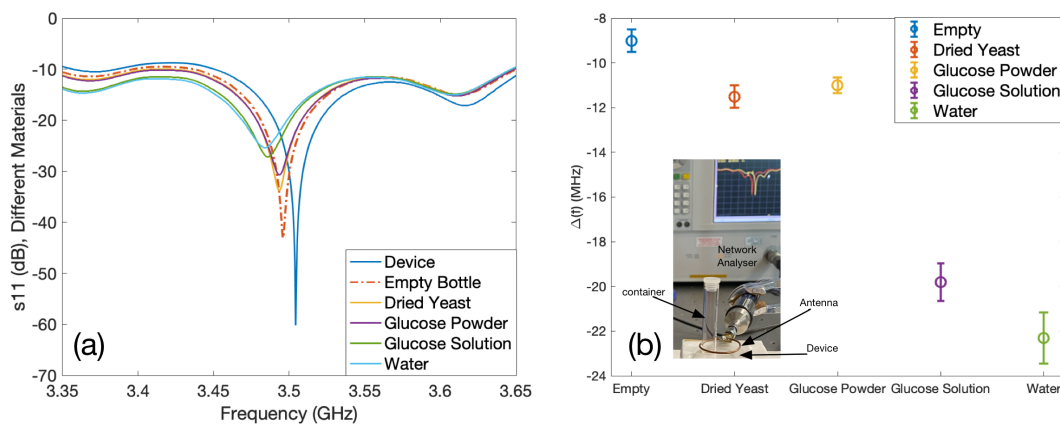 0
-10
-20
-30
-40
-50
-60
-70
s11 (dB), Different Materials
3.35
3.4
3.45
3.5
3.55
3.6
3.65
Frequency (GHz)
(a)
Device
Empty Bottle
Dried Yeast
Glucose Powder
Glucose Solution
Water
-8
-10
-12
-14
-16
-18
-20
-22
-24
Δ(f) (MHz)
Empty
Dried Yeast
Glucose Powder
Glucose Solution
Water
Network
Analyser
container
Antenna
Device
(b)
Empty
Dried Yeast
Glucose Powder
Glucose Solution
Water